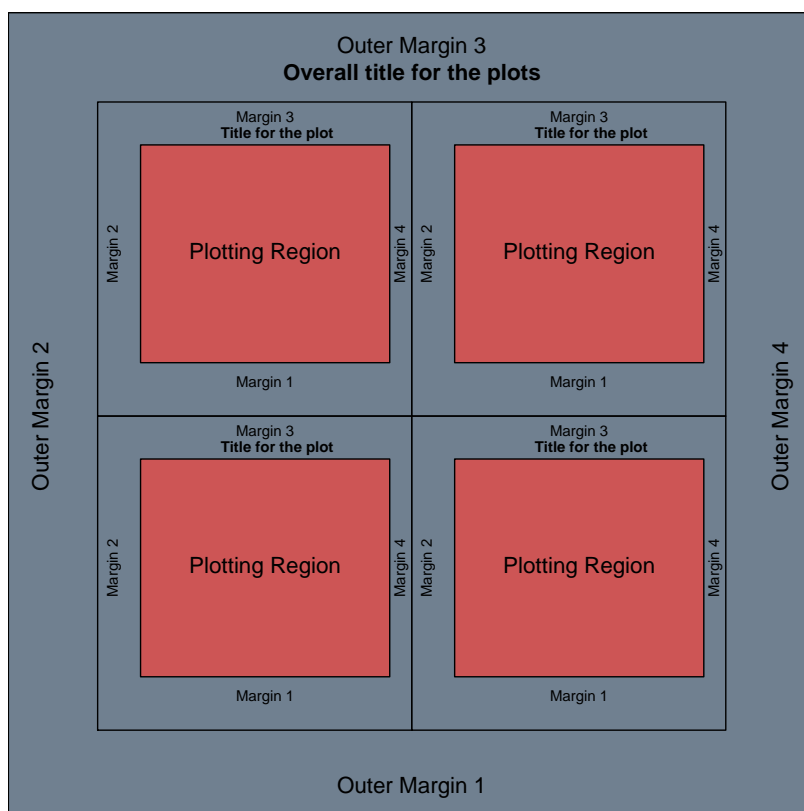 Outer Margin 3
Overall title for the plots
Margin 3
Title for the plot
Margin 2
Plotting Region
Margin 4
Margin 1
Margin 3
Title for the plot
Margin 2
Plotting Region
Margin 4
Margin 1
Outer Margin 2
Outer Margin 4
Margin 3
Title for the plot
Margin 2
Plotting Region
Margin 4
Margin 1
Margin 3
Title for the plot
Margin 2
Plotting Region
Margin 4
Margin 1
Outer Margin 1